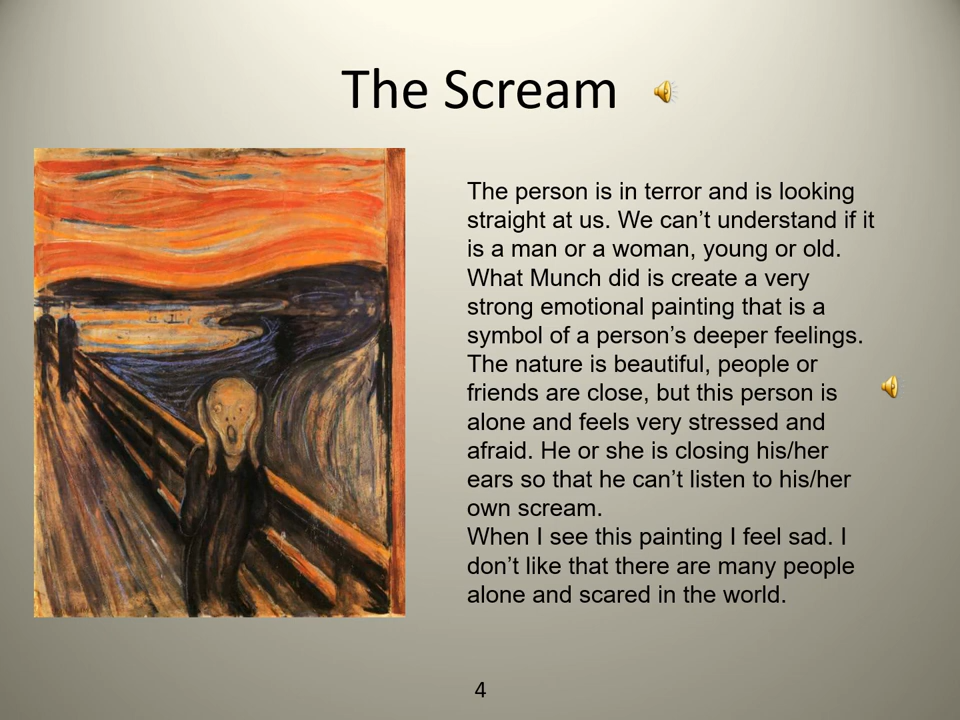 The Scream
The person is in terror and is looking
straight at us. We can’t understand if it
is a man or a woman, young or old.
What Munch did is create a very
strong emotional painting that is a
symbol of a person’s deeper feelings.
The nature is beautiful, people or
friends are close, but this person is
alone and feels very stressed and
afraid. He or she is closing his/her
ears so that he can’t listen to his/her
own scream.
When I see this painting I feel sad. I
don’t like that there are many people
alone and scared in the world.
4